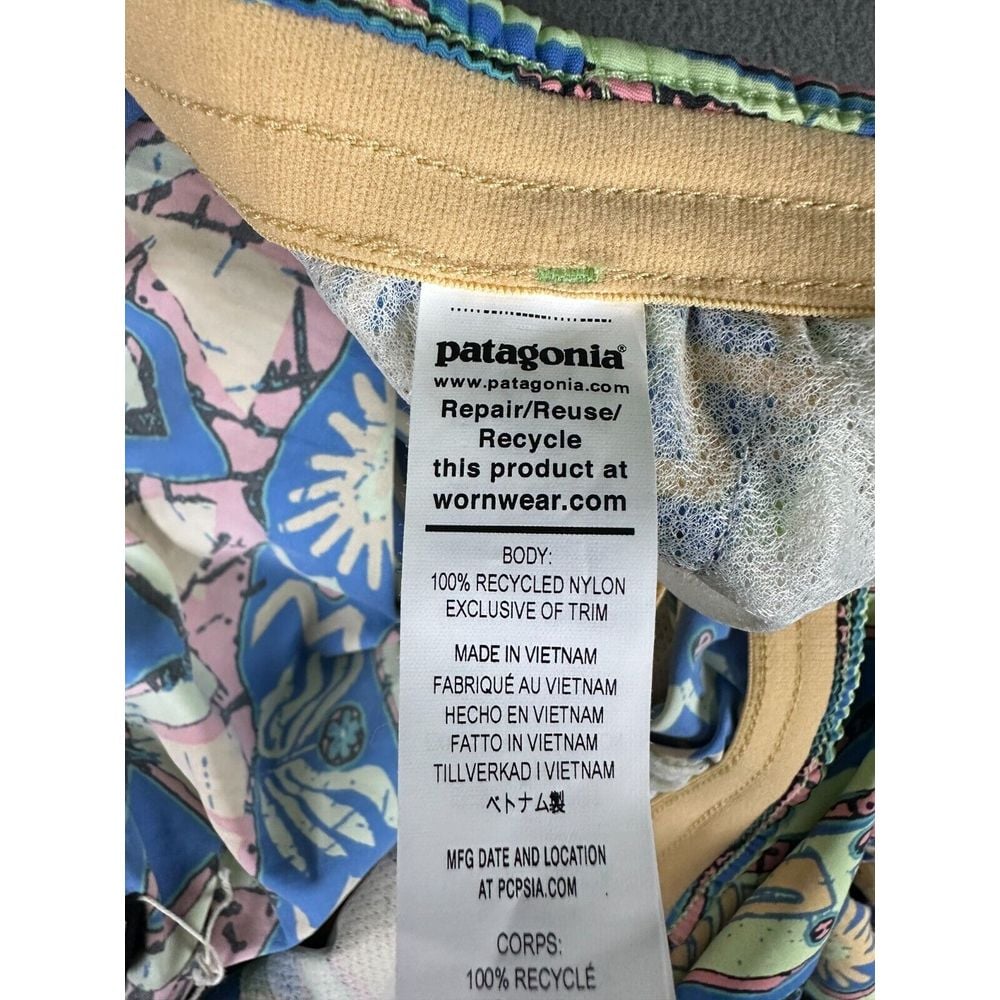 patagonia®
www.patagonia.com
Repair/Reuse/
Recycle
this product at
wornwear.com
BODY:
100% RECYCLED NYLON
EXCLUSIVE OF TRIM
MADE IN VIETNAM
FABRIQUÉ AU VIETNAM
HECHO EN VIETNAM
FATTO IN VIETNAM
TILLVERKAD I VIETNAM
ベトナム製
MFG DATE AND LOCATION
AT PCPSIA.COM
CORPS:
100% RECYCLÉ